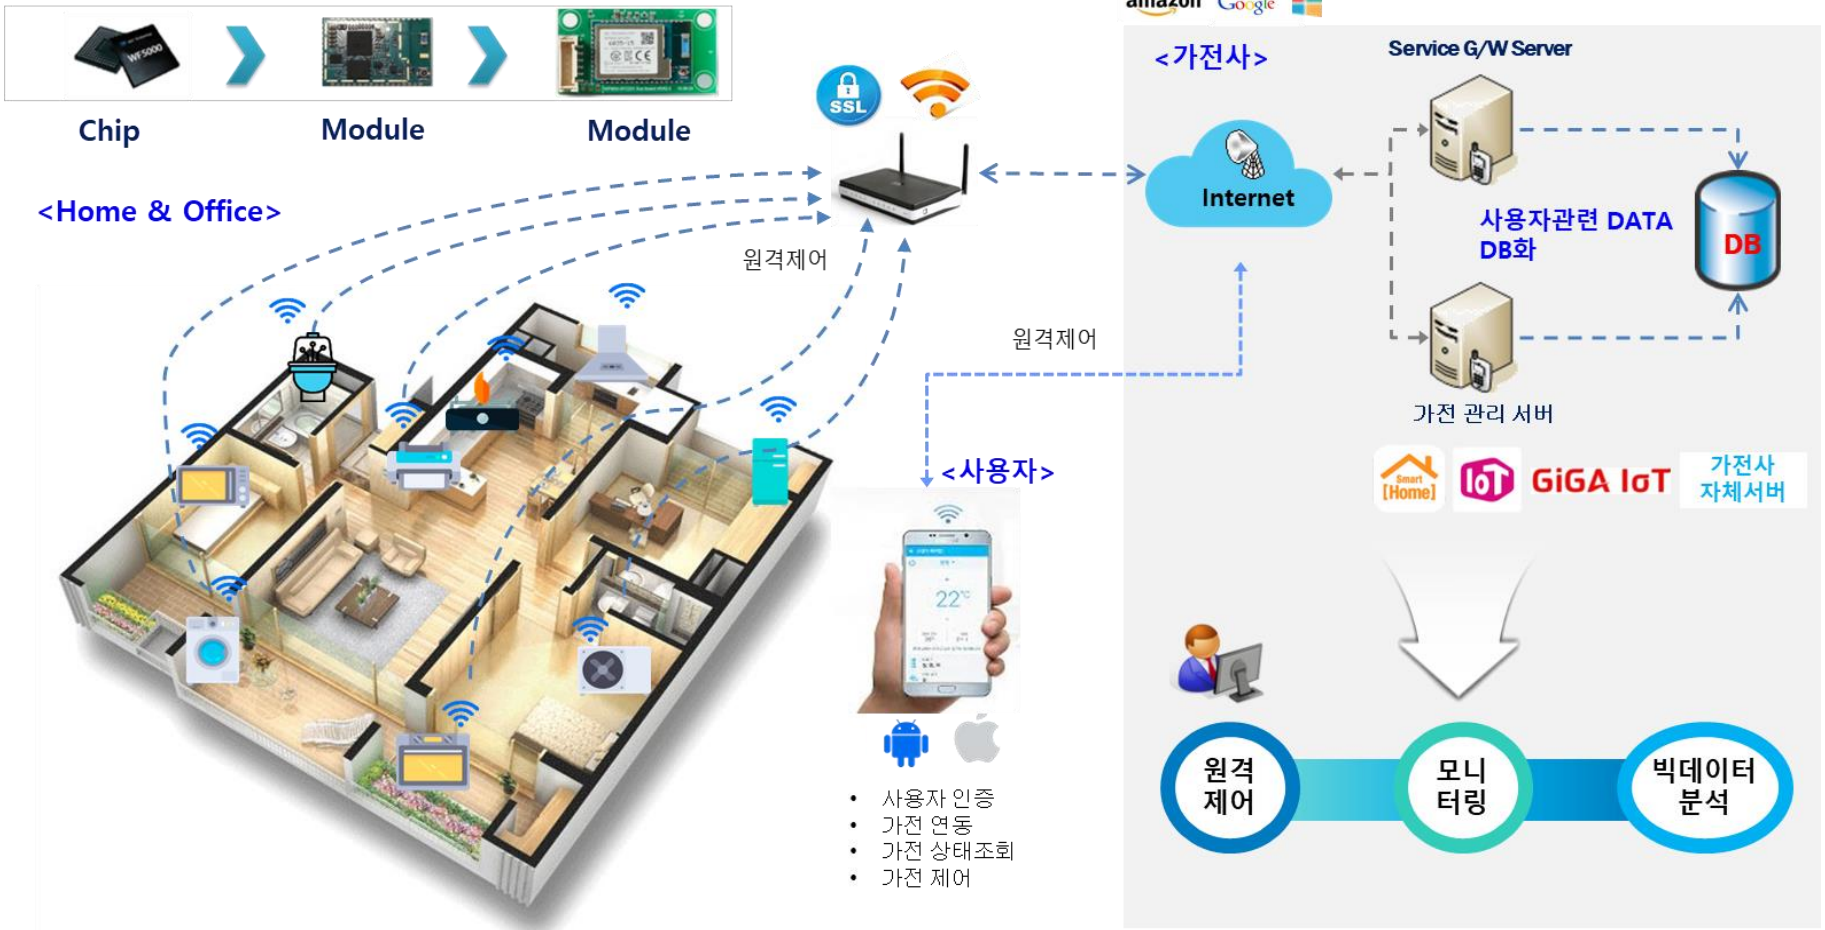 amazon Google
WF5000
Chip
Module
Module
<Home & Office>
SSL
원격제어
원격제어
<가전사>
Service G/W Server
Internet
사용자관련 DATA
DB화
DB
가전 관리 서버
Smart
[Home]
IoT
GiGA IoT
가전사
자체서버
<사용자>
22℃
사용자 인증
가전 연동
가전 상태조회
가전 제어
원격
제어
모니
터링
빅데이터
분석